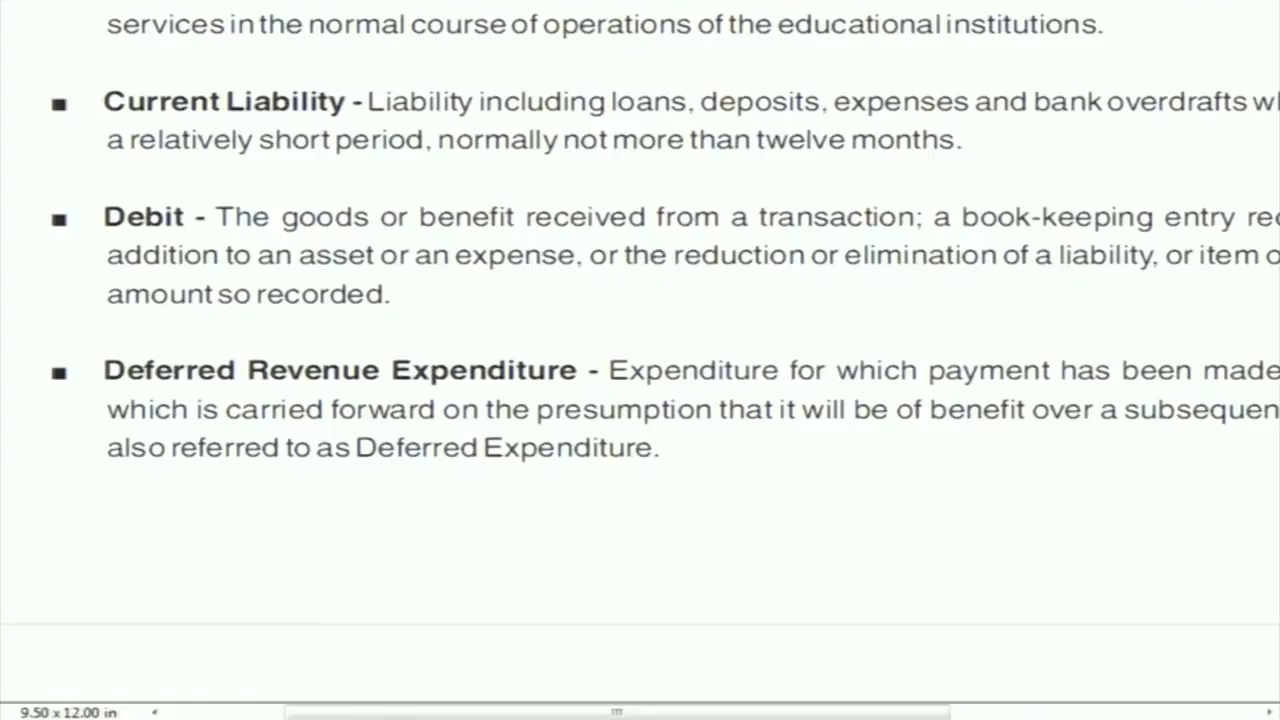 services in the normal course of operations of the educational institutions.
■ Current Liability - Liability including loans, deposits, expenses and bank overdrafts
a relatively short period, normally not more than twelve months.
■ Debit - The goods or benefit received from a transaction; a book-keeping entry
addition to an asset or an expense, or the reduction or elimination of a liability, or item
amount so recorded.
■ Deferred Revenue Expenditure - Expenditure for which payment has been made
which is carried forward on the presumption that it will be of benefit over a
also referred to as Deferred Expenditure.
9.50 x 12.00 in